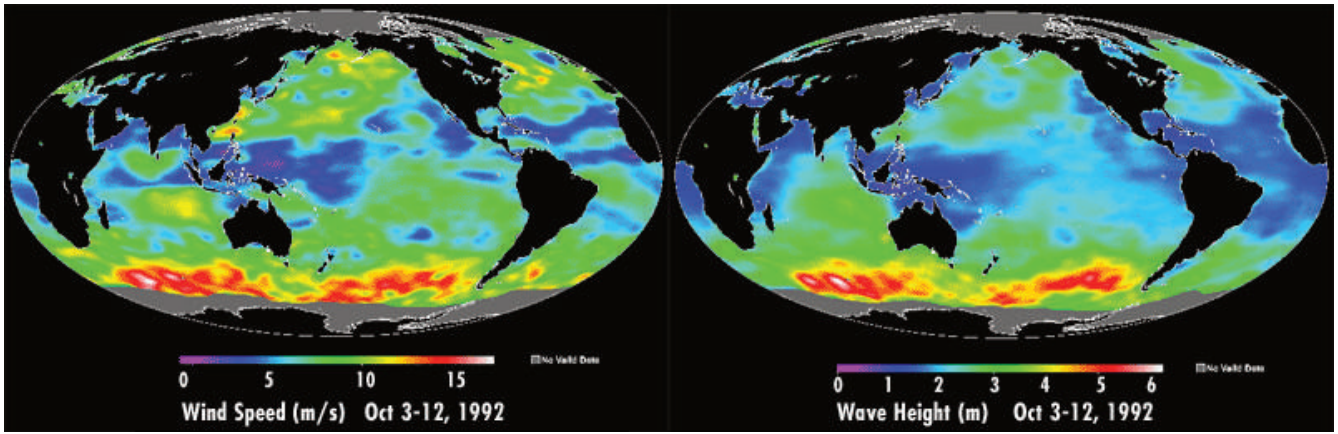 No Valid Data
0 5 10 15
Wind Speed (m/s) Oct 3-12, 1992
No Valid Data
0 1 2 3 4 5 6
Wave Height (m) Oct 3-12, 1992